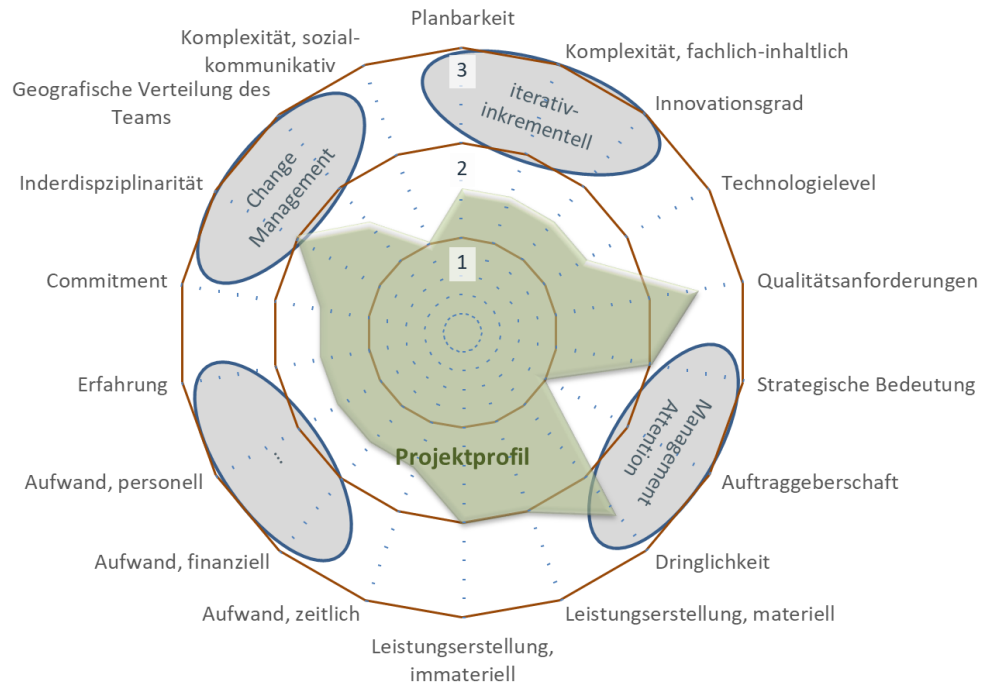 Planbarkeit
Komplexität, sozial-
kommunikativ
Komplexität, fachlich-inhaltlich
Geografische Verteilung des
Teams
Innovationsgrad
3
iterativ-
inkrementell
Change
Management
Inderdispziplinarität
2
Technologielevel
Commitment
1
Qualitätsanforderungen
Erfahrung
Strategische Bedeutung
Management
Attention
Projektprofil
...
Aufwand, personell
Auftraggeberschaft
Aufwand, finanziell
Dringlichkeit
Aufwand, zeitlich
Leistungserstellung, materiell
Leistungserstellung,
immateriell